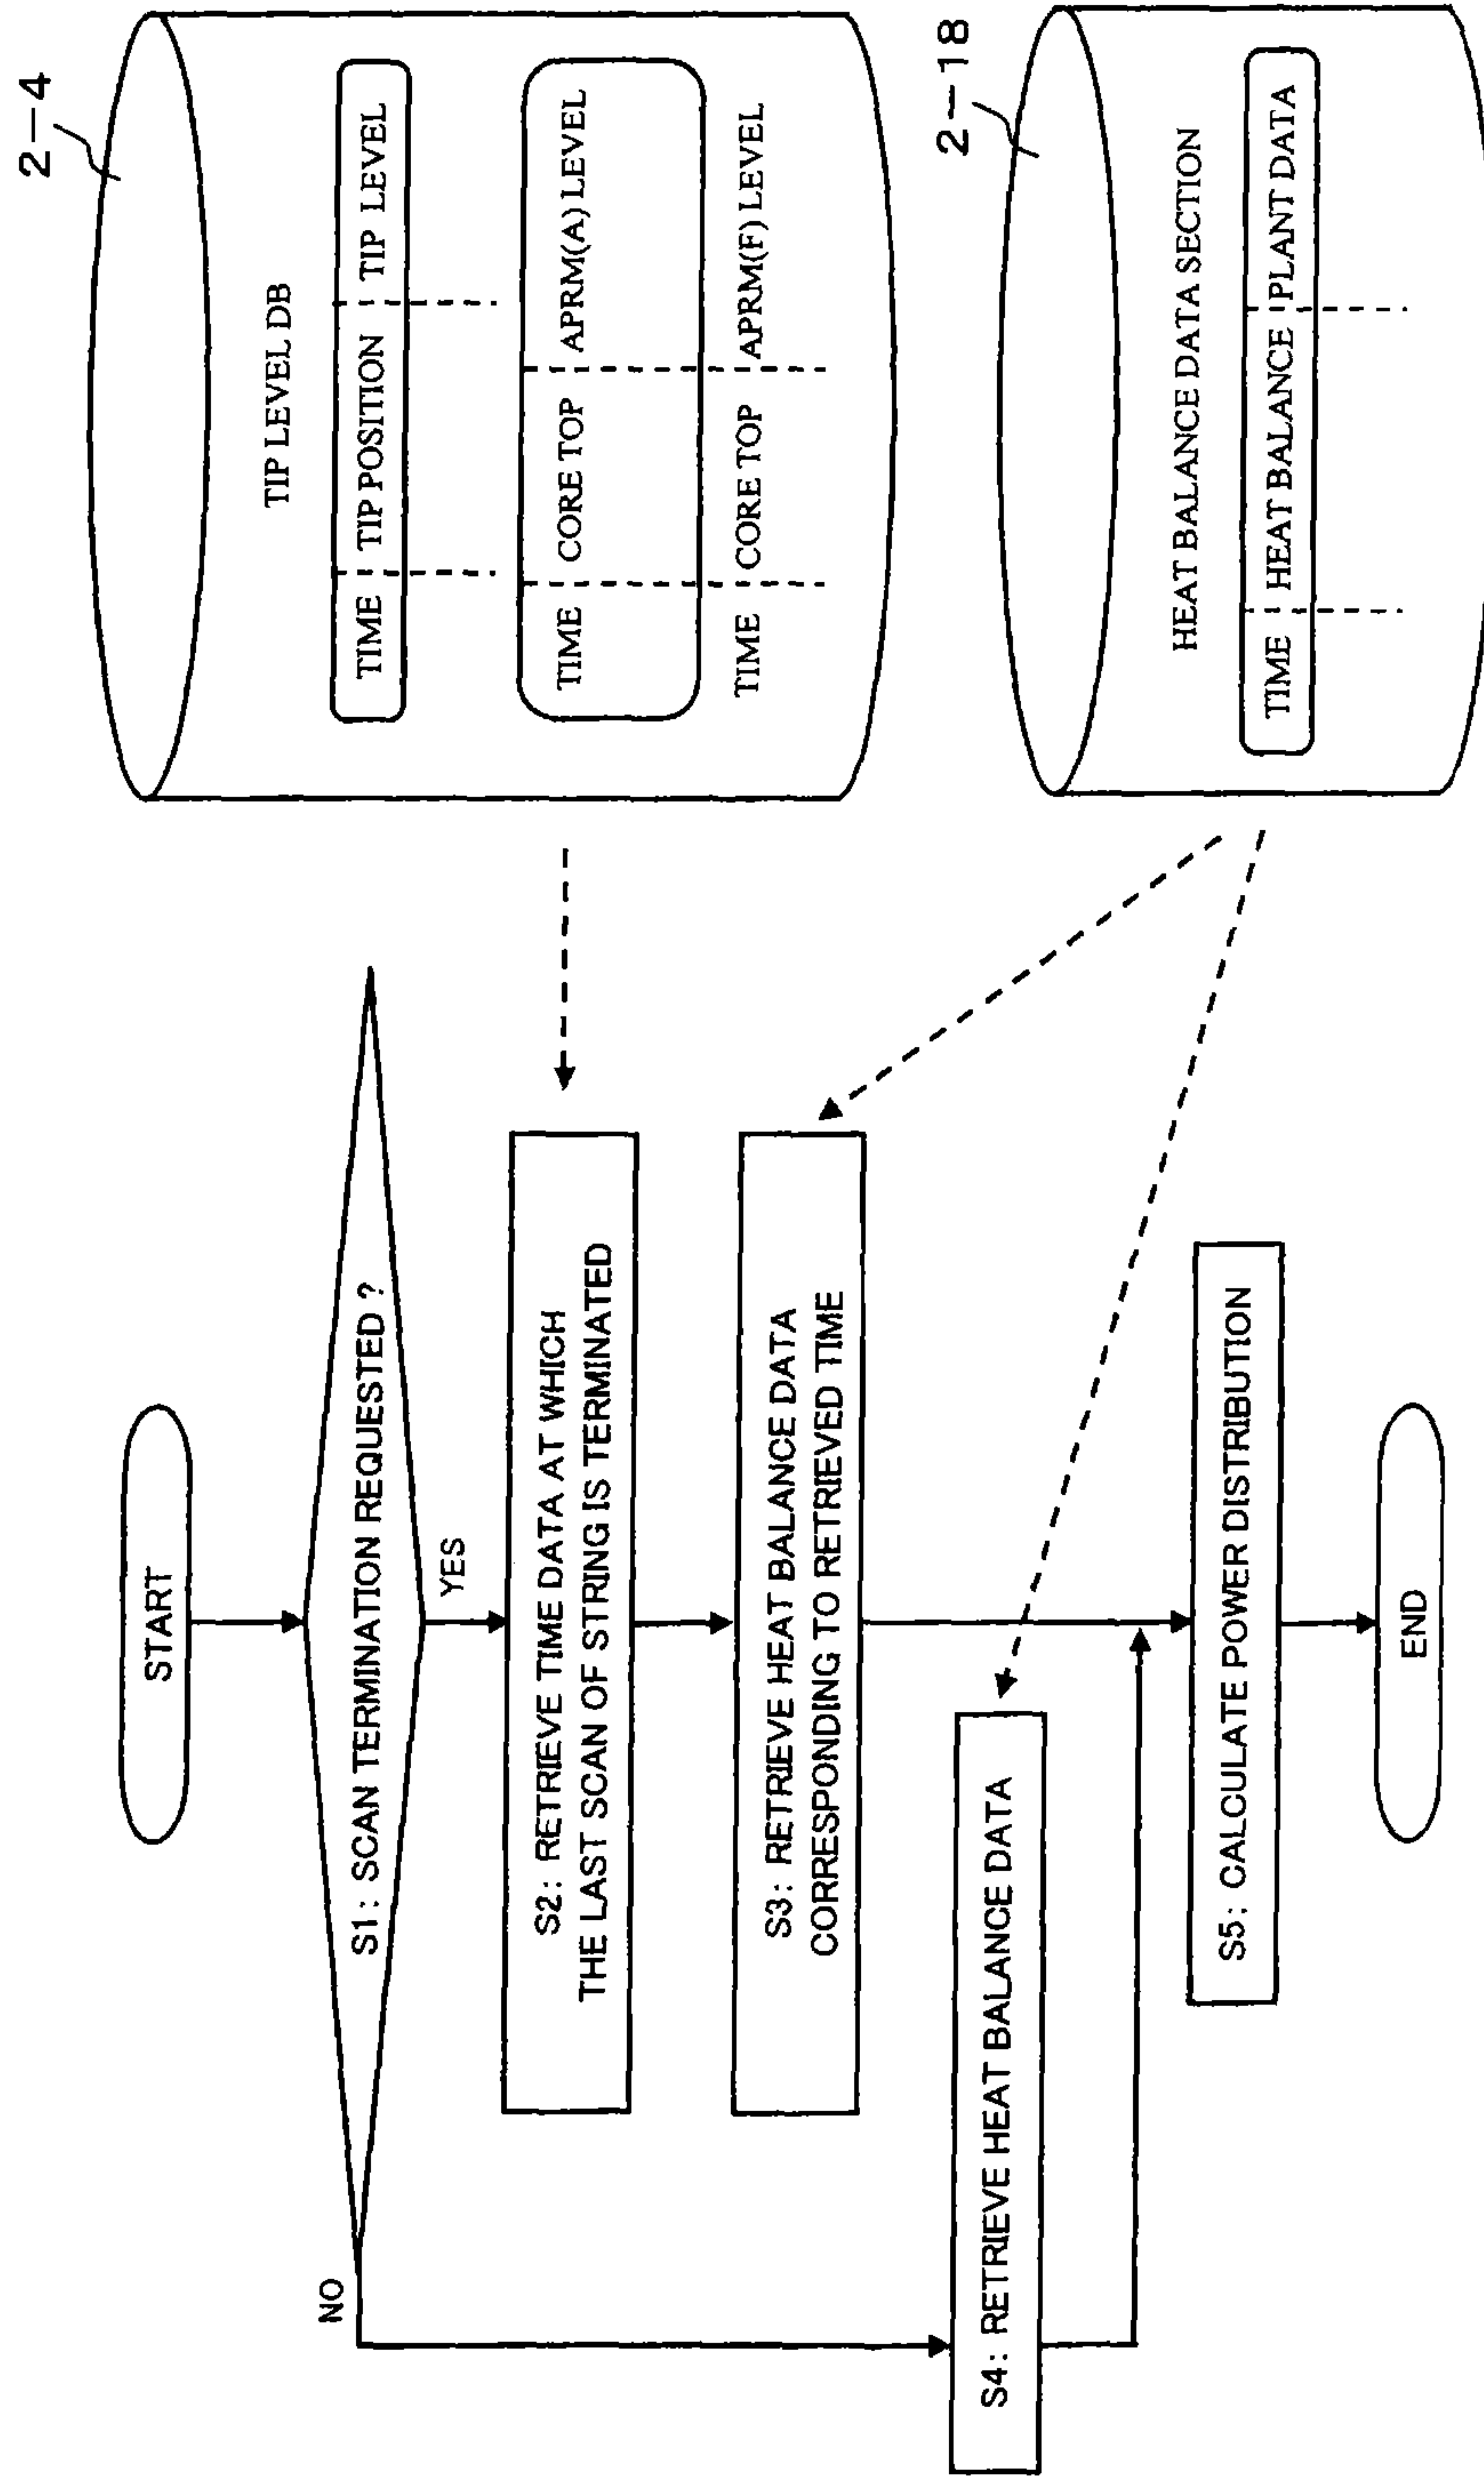 START
S1: SCAN TERMINATION REQUESTED ?
NO
YES
S2: RETRIEVE TIME DATA AT WHICH
THE LAST SCAN OF STRING IS TERMINATED
S3: RETRIEVE HEAT BALANCE DATA
CORRESPONDING TO RETRIEVED TIME
S4: RETRIEVE HEAT BALANCE DATA
S5: CALCULATE POWER DISTRIBUTION
END
2-4
TIP LEVEL DB
TIME TIP POSITION TIP LEVEL
TIME CORE TOP APRM(A) LEVEL
TIME CORE TOP APRM(F) LEVEL
2-18
HEAT BALANCE DATA SECTION
TIME HEAT BALANCE PLANT DATA